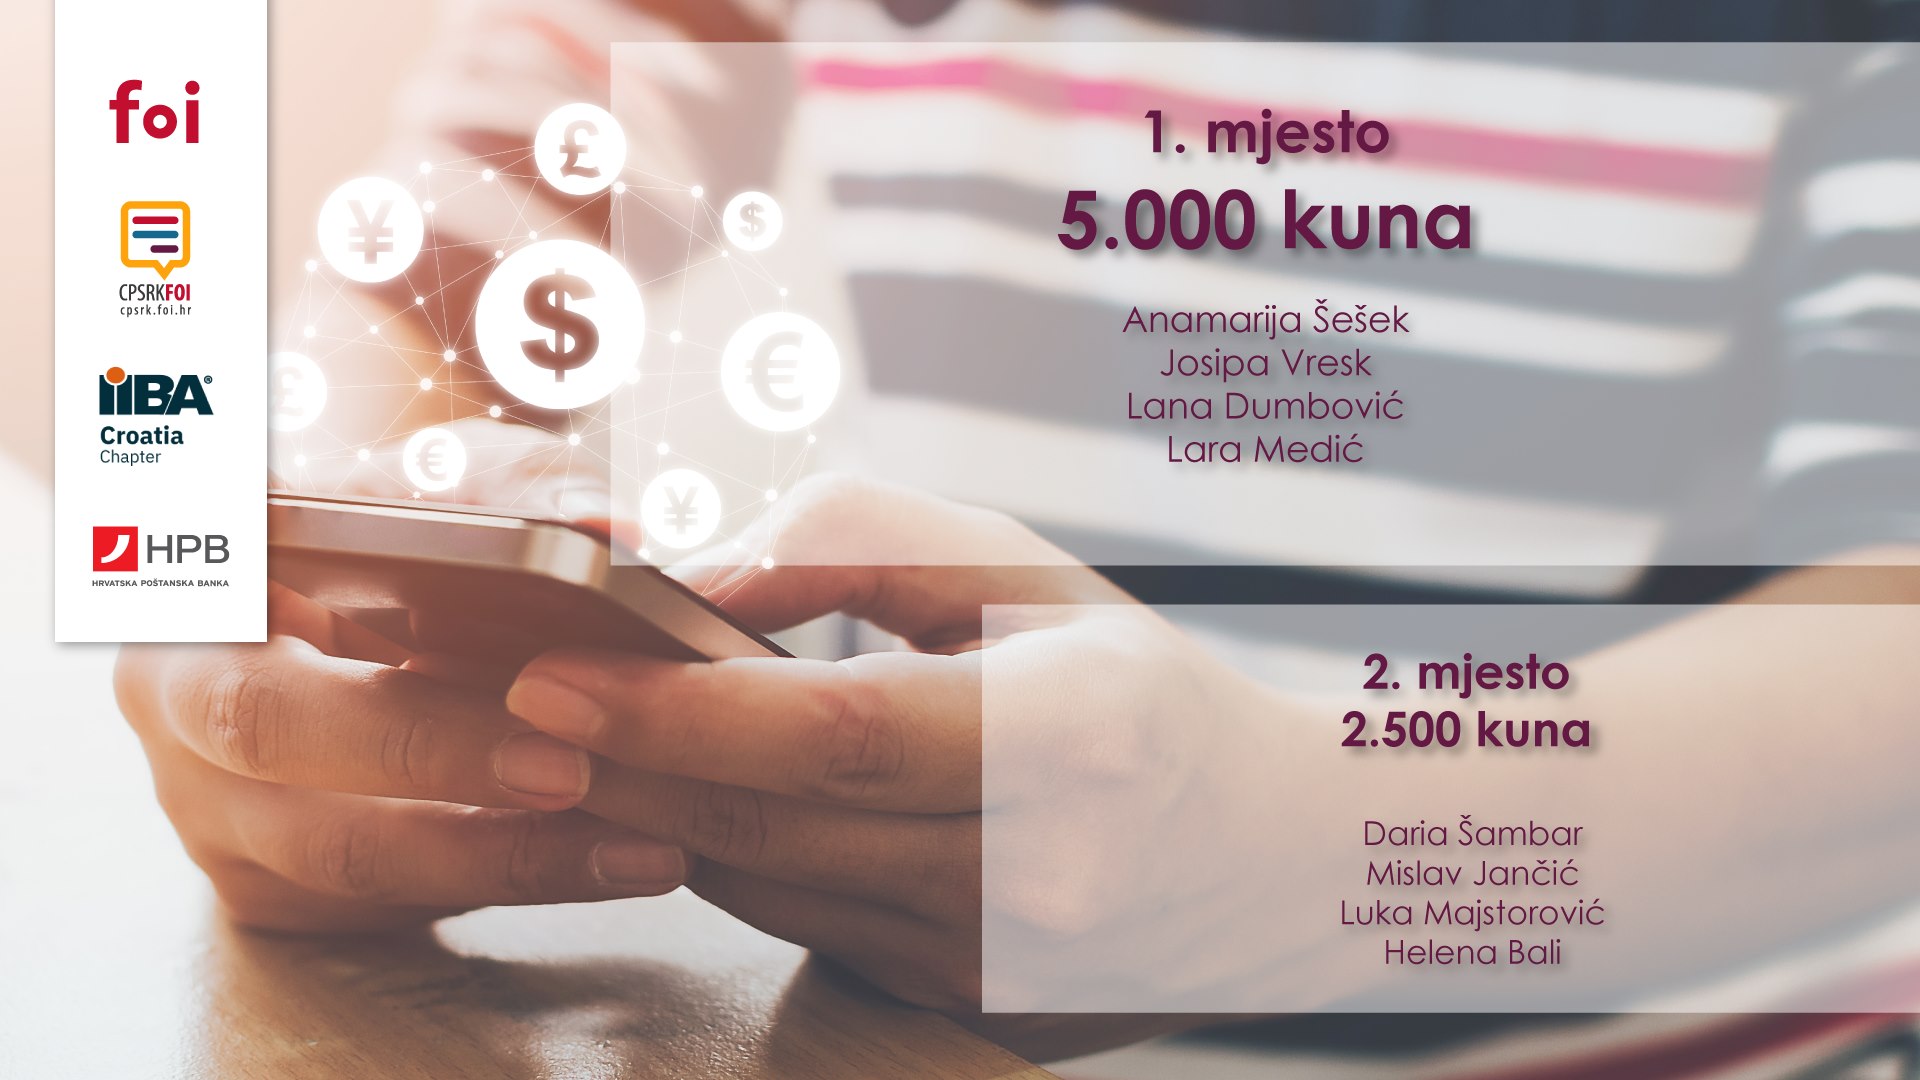 foi
CPSRKFOI
cpsrk.foi.hr
iiBA®
Croatia
Chapter
HPB
HRVATSKA POŠTANSKA BANKA
£
¥
$
$
€
£
€
¥
1. mjesto
5.000 kuna
Anamarija Šešek
Josipa Vresk
Lana Dumbović
Lara Medić
2. mjesto
2.500 kuna
Daria Šambar
Mislav Jančić
Luka Majstorović
Helena Bali